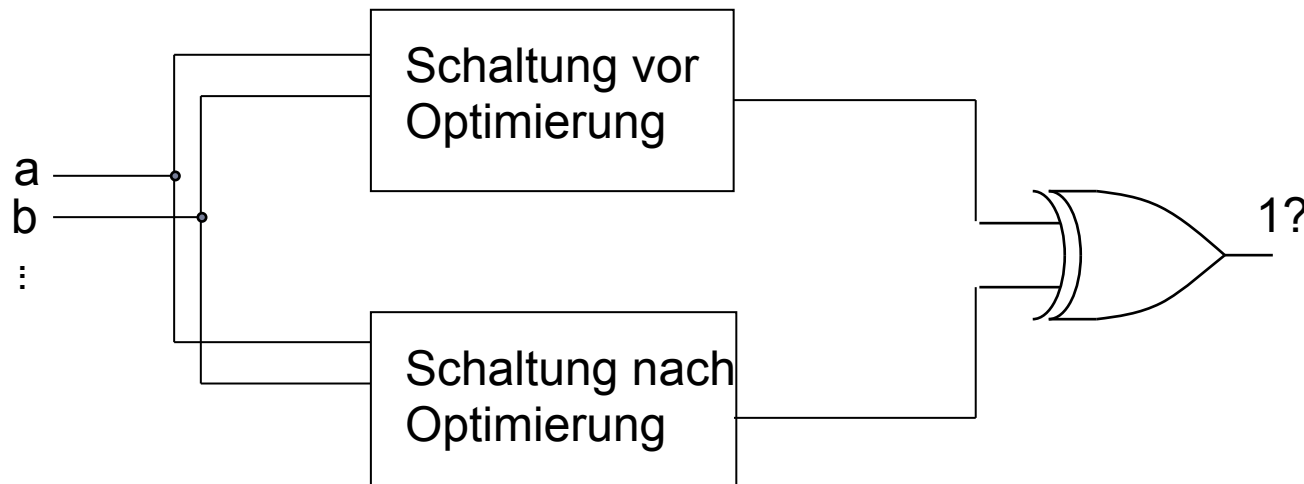 Schaltung vor
Optimierung
a
b
...
1?
Schaltung nach
Optimierung